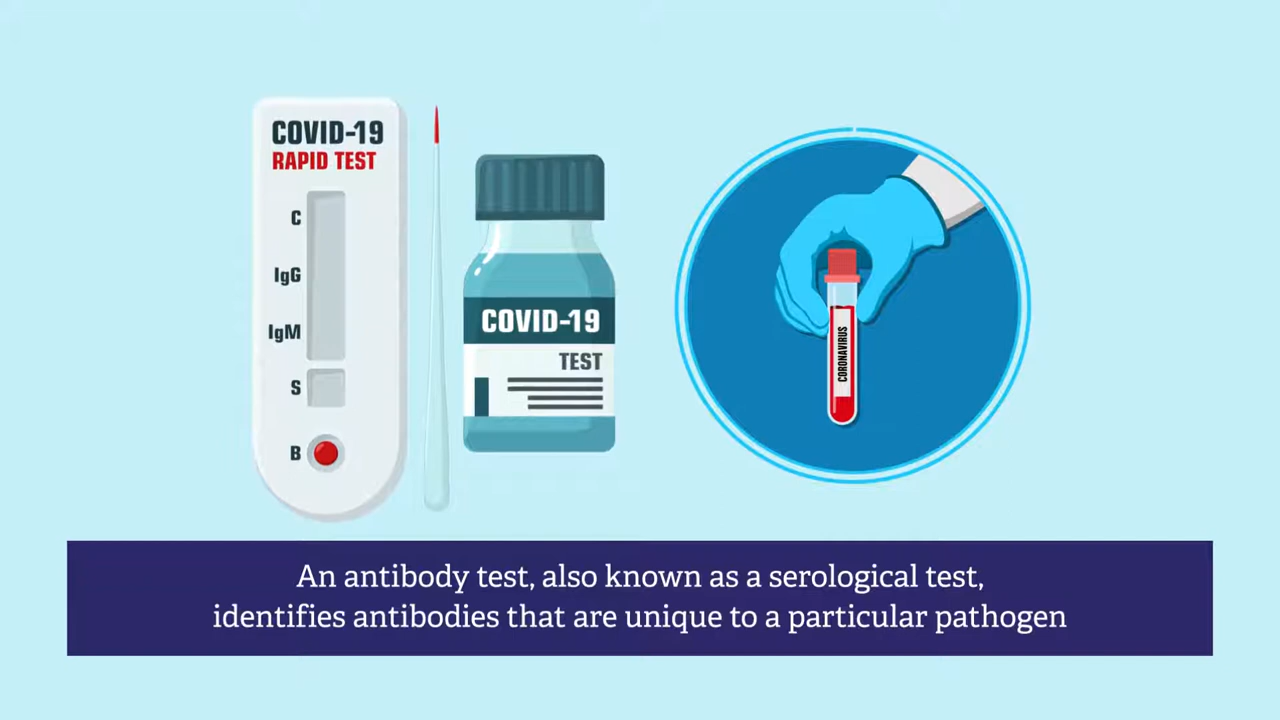 COVID-19
RAPID TEST
C
IgG
IgM
S
B
COVID-19
TEST
CORONAVIRUS
An antibody test, also known as a serological test,
identifies antibodies that are unique to a particular pathogen